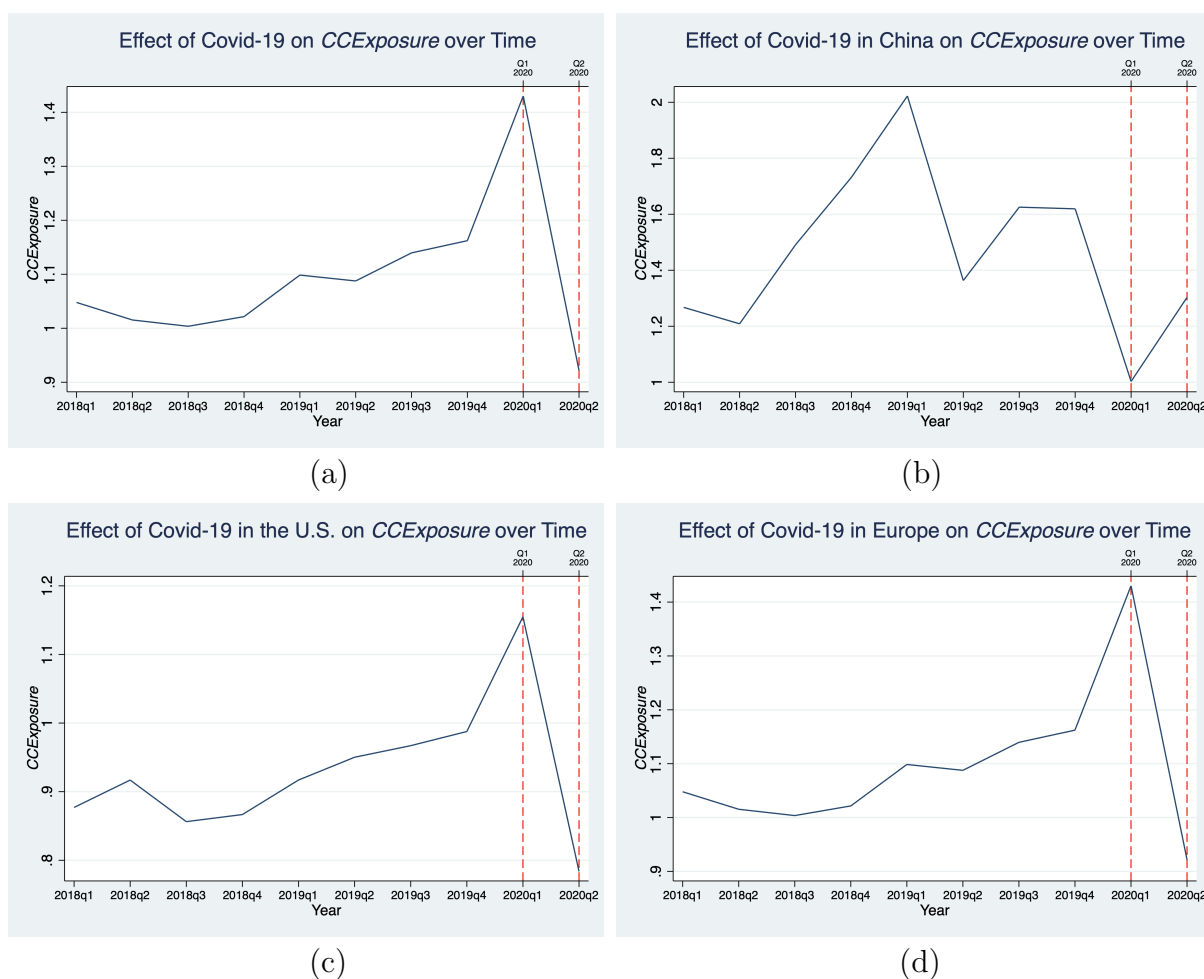 Effect of Covid-19 on CCExposure over Time
Q1
2020
Q2
2020
CCExposure
1.4
1.3
1.2
1.1
1
.9
2018q1 2018q2 2018q3 2018q4 2019q1 2019q2 2019q3 2019q4 2020q1 2020q2
Year
(a)
Effect of Covid-19 in China on CCExposure over Time
Q1
2020
Q2
2020
CCExposure
2
1.8
1.6
1.4
1.2
1
2018q1 2018q2 2018q3 2018q4 2019q1 2019q2 2019q3 2019q4 2020q1 2020q2
Year
(b)
Effect of Covid-19 in the U.S. on CCExposure over Time
Q1
2020
Q2
2020
CCExposure
1.2
1.1
1
.9
.8
2018q1 2018q2 2018q3 2018q4 2019q1 2019q2 2019q3 2019q4 2020q1 2020q2
Year
(c)
Effect of Covid-19 in Europe on CCExposure over Time
Q1
2020
Q2
2020
CCExposure
1.4
1.3
1.2
1.1
1
.9
2018q1 2018q2 2018q3 2018q4 2019q1 2019q2 2019q3 2019q4 2020q1 2020q2
Year
(d)